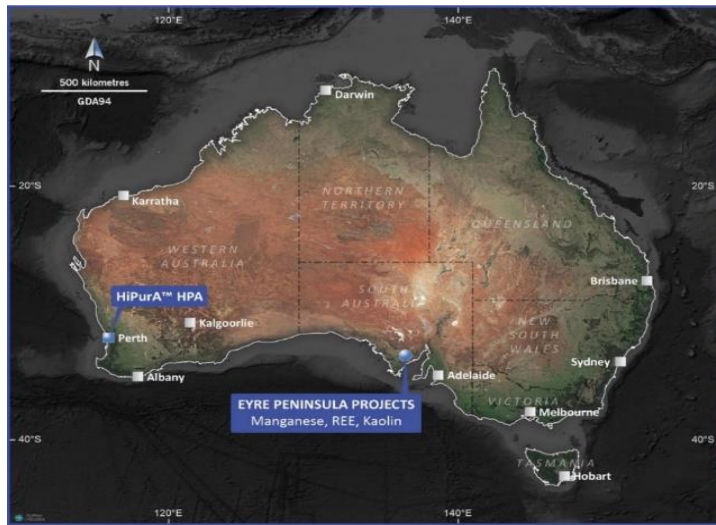 120°E
140°E
N
500 kilometres
GDA94
Darwin
20°S
20°S
Karratha
NORTHERN
TERRITORY
QUEENSLAND
WESTERN
AUSTRALIA
SOUTH
AUSTRALIA
Brisbane
HiPurA™ HPA
Perth
Kalgoorlie
NEW
SOUTH
WALES
Sydney
Albany
Adelaide
EYRE PENINSULA PROJECTS
Manganese, REE, Kaolin
VICTORIA
Melbourne
40°S
40°S
TASMANIA
Hobart
120°E
140°E